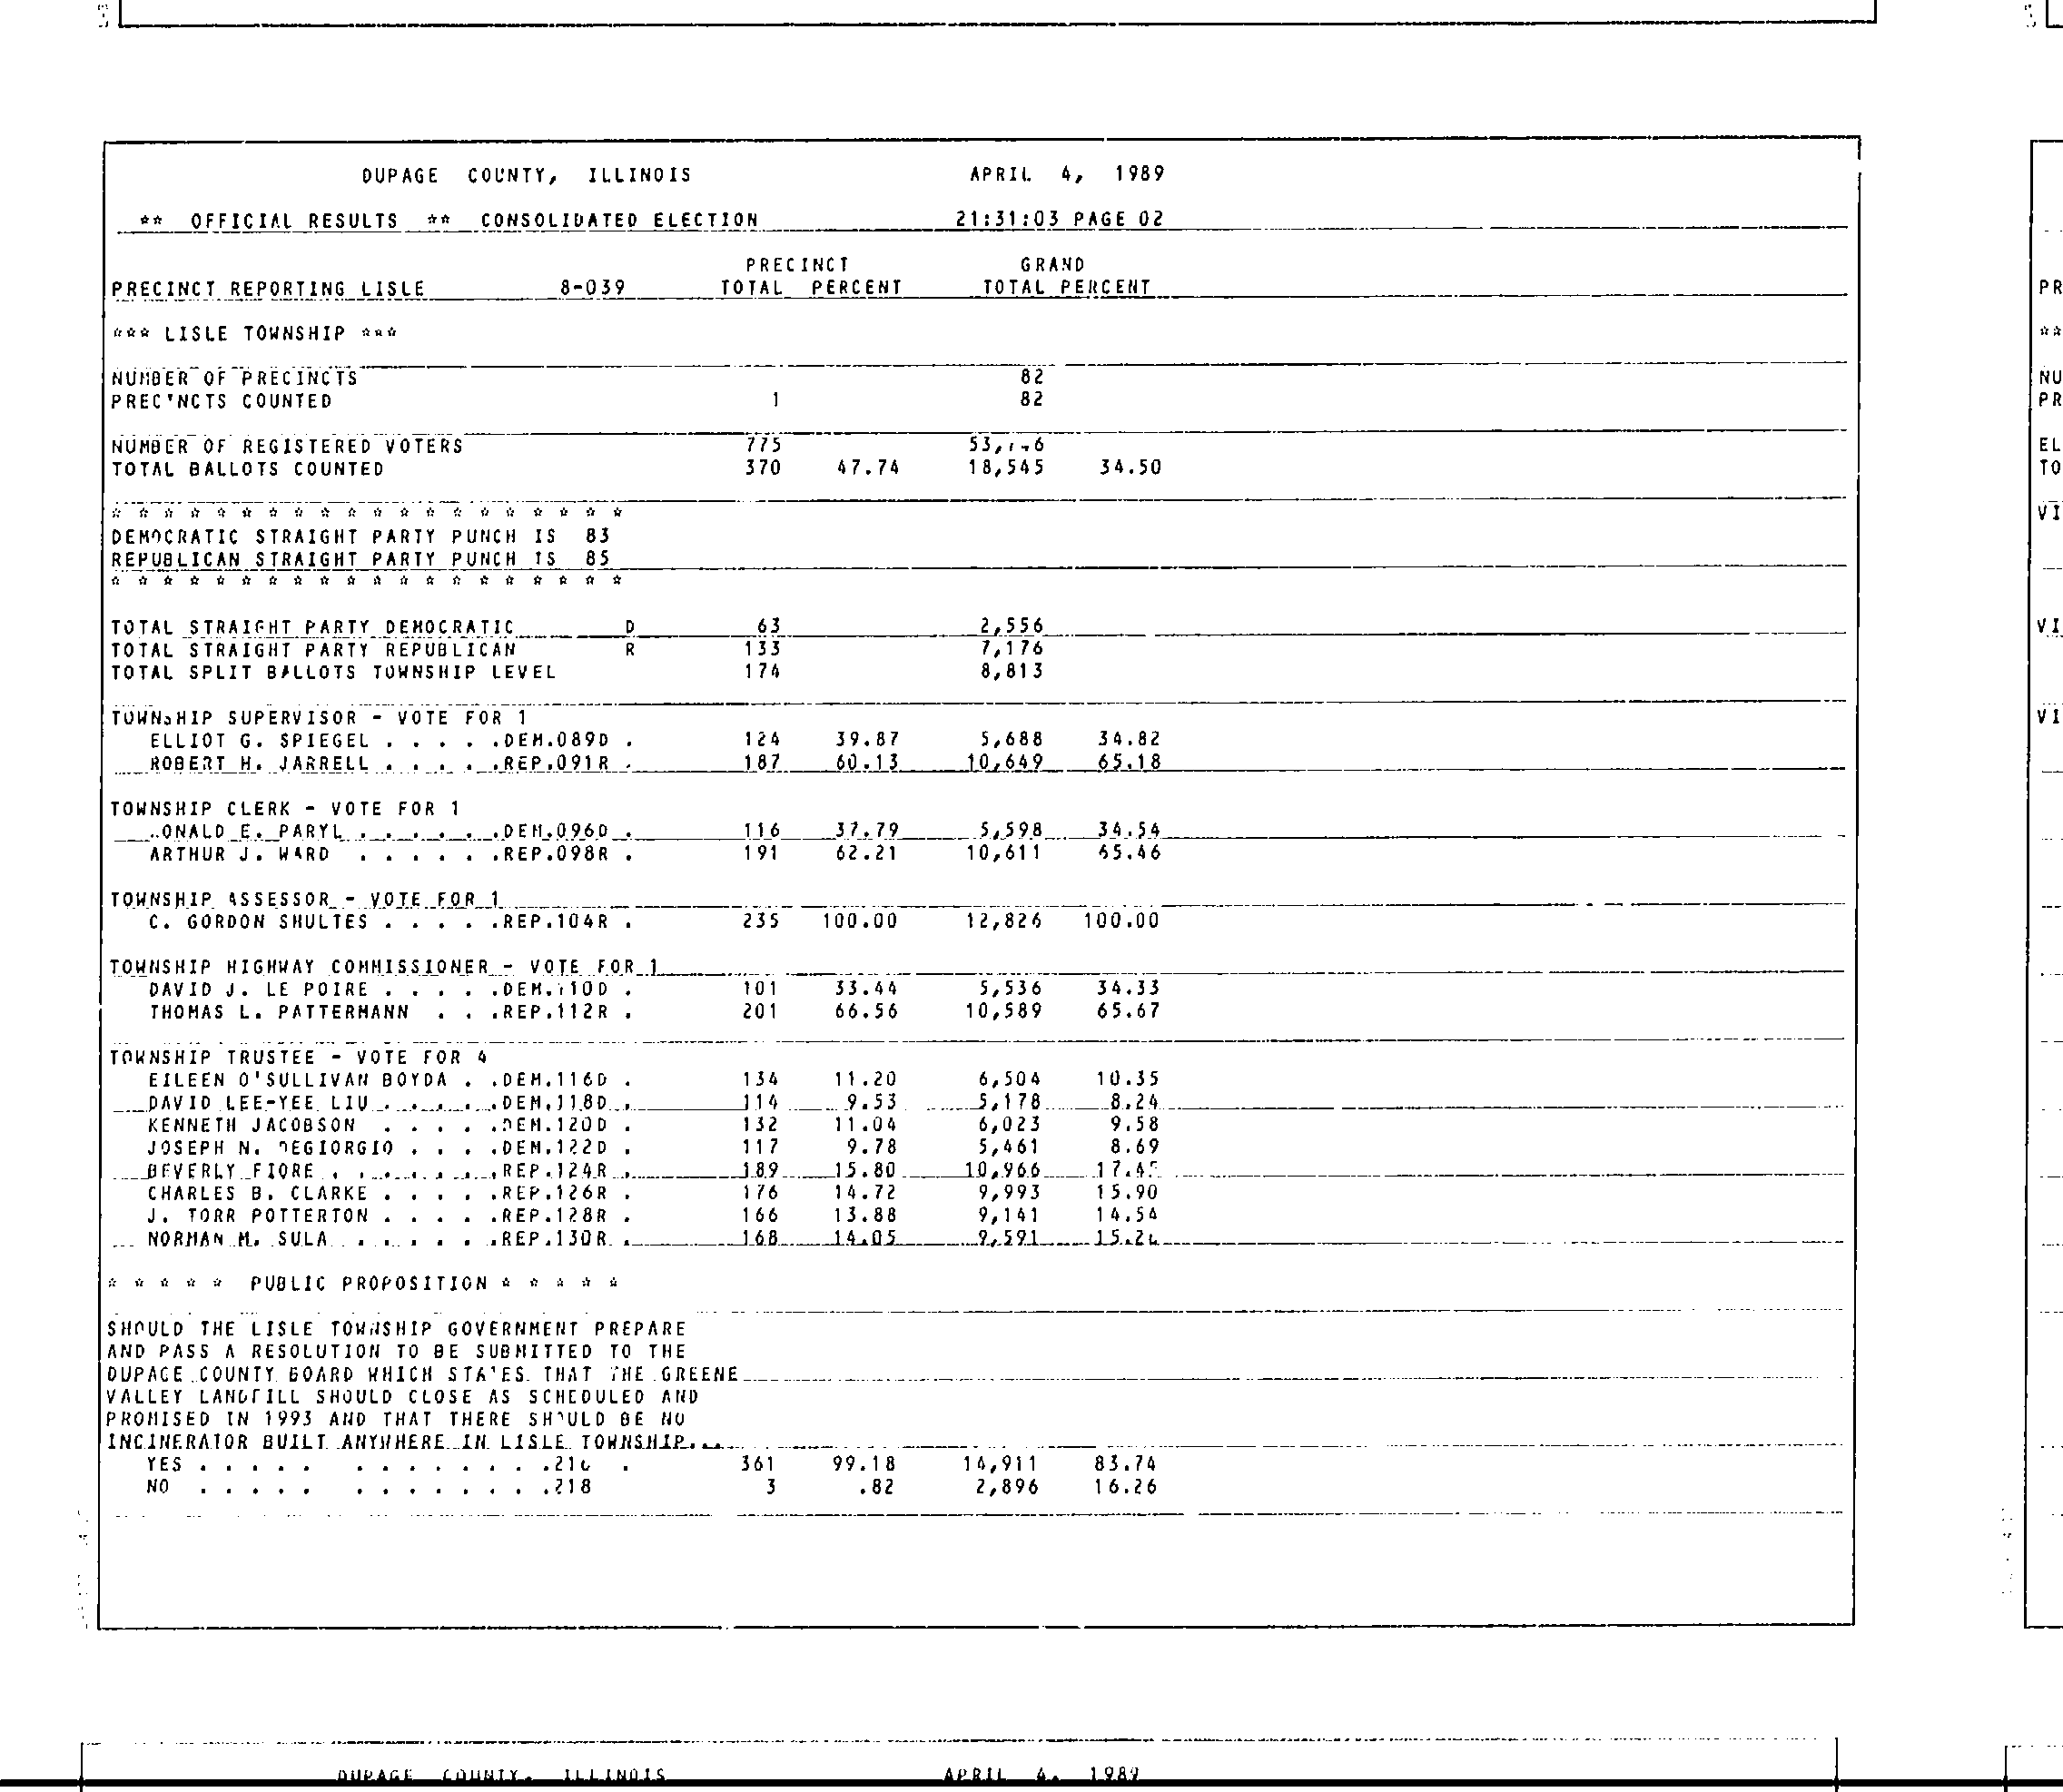 DUPAGE COUNTY, ILLINOIS APRIL 4, 1989
** OFFICIAL RESULTS ** CONSOLIDATED ELECTION 21:31:03 PAGE 02
PRECINCT GRAND
PRECINCT REPORTING LISLE 8-039 TOTAL PERCENT TOTAL PERCENT
*** LISLE TOWNSHIP ***
NUMBER OF PRECINCTS 82
PREC'NCTS COUNTED 1 82
NUMBER OF REGISTERED VOTERS 775
TOTAL BALLOTS COUNTED 370 47.74 18,545 34.50
* * * * * * * * * * * * * * * * * * * *
DEMOCRATIC STRAIGHT PARTY PUNCH IS 83
REPUBLICAN STRAIGHT PARTY PUNCH IS 85
* * * * * * * * * * * * * * * * * * * *
TOTAL STRAIGHT PARTY DEMOCRATIC D 63 2,556
TOTAL STRAIGHT PARTY REPUBLICAN R 133 7,176
TOTAL SPLIT BALLOTS TOWNSHIP LEVEL 174 8,813
TOWNSHIP SUPERVISOR - VOTE FOR 1
ELLIOT G. SPIEGEL . . . . .DEM.089D . 124 39.87 5,688 34.82
ROBERT H. JARRELL . . . . .REP.091R . 187 60.13 10,649 65.18
TOWNSHIP CLERK - VOTE FOR 1
ONALD E. PARYL . . . . . .DEM.096D . 116 37.79 5,598 34.54
ARTHUR J. WARD . . . . . .REP.098R . 191 62.21 10,611 65.46
TOWNSHIP ASSESSOR - VOTE FOR 1
C. GORDON SHULTES . . . . .REP.104R . 235 100.00 12,826 100.00
TOWNSHIP HIGHWAY COMMISSIONER - VOTE FOR 1
DAVID J. LE POIRE . . . . .DEM.110D . 101 33.44 5,536 34.33
THOMAS L. PATTERMANN . . .REP.112R . 201 66.56 10,589 65.67
TOWNSHIP TRUSTEE - VOTE FOR 4
EILEEN O'SULLIVAN BOYDA . .DEM.116D . 134 11.20 6,504 10.35
DAVID LEE-YEE LIU . . . . .DEM.118D . 114 9.53 5,178 8.24
KENNETH JACOBSON . . . . .DEM.120D . 132 11.04 6,023 9.58
JOSEPH N. DEGIORGIO . . . .DEM.122D . 117 9.78 5,461 8.69
BEVERLY FIORE . . . . . . .REP.124R . 189 15.80 10,966 17.45
CHARLES B. CLARKE . . . . .REP.126R . 176 14.72 9,993 15.90
J. TORR POTTERTON . . . . .REP.128R . 166 13.88 9,141 14.54
NORMAN M. SULA . . . . . .REP.130R . 168 14.05 9,591 15.26
* * * * * PUBLIC PROPOSITION * * * * *
SHOULD THE LISLE TOWNSHIP GOVERNMENT PREPARE
AND PASS A RESOLUTION TO BE SUBMITTED TO THE
DUPAGE COUNTY BOARD WHICH STATES THAT THE GREENE
VALLEY LANDFILL SHOULD CLOSE AS SCHEDULED AND
PROMISED IN 1993 AND THAT THERE SHOULD BE NO
INCINERATOR BUILT ANYWHERE IN LISLE TOWNSHIP...
YES . . . . . . . . . . . . .216 . 361 99.18 14,911 83.74
NO . . . . . . . . . . . . .218 3 .82 2,896 16.26
DUPAGE COUNTY, ILLINOIS APRIL 4, 1989
PR
**
NU
PR
EL
TO
VI
VI
VI